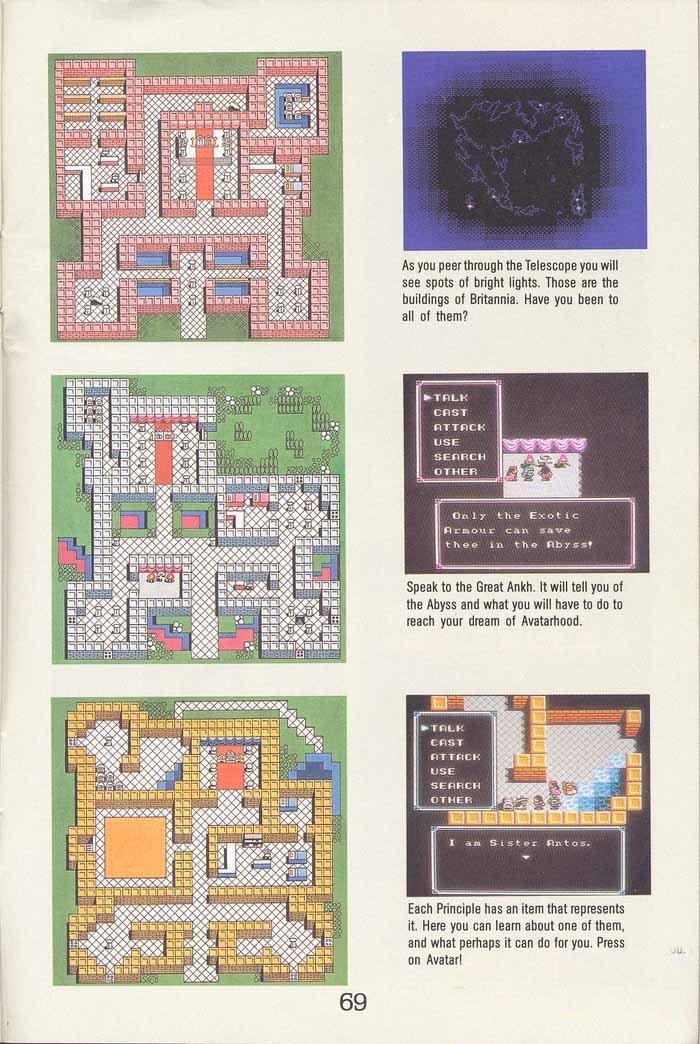 As you peer through the Telescope you will
see spots of bright lights. Those are the
buildings of Britannia. Have you been to
all of them?
TALK
CAST
ATTACK
USE
SEARCH
OTHER
Only the Exotic
Armour can save
thee in the Abyss!
Speak to the Great Ankh. It will tell you of
the Abyss and what you will have to do to
reach your dream of Avatarhood.
TALK
CAST
ATTACK
USE
SEARCH
OTHER
I am Sister Antos.
Each Principle has an item that represents
it. Here you can learn about one of them,
and what perhaps it can do for you. Press
on Avatar!
69